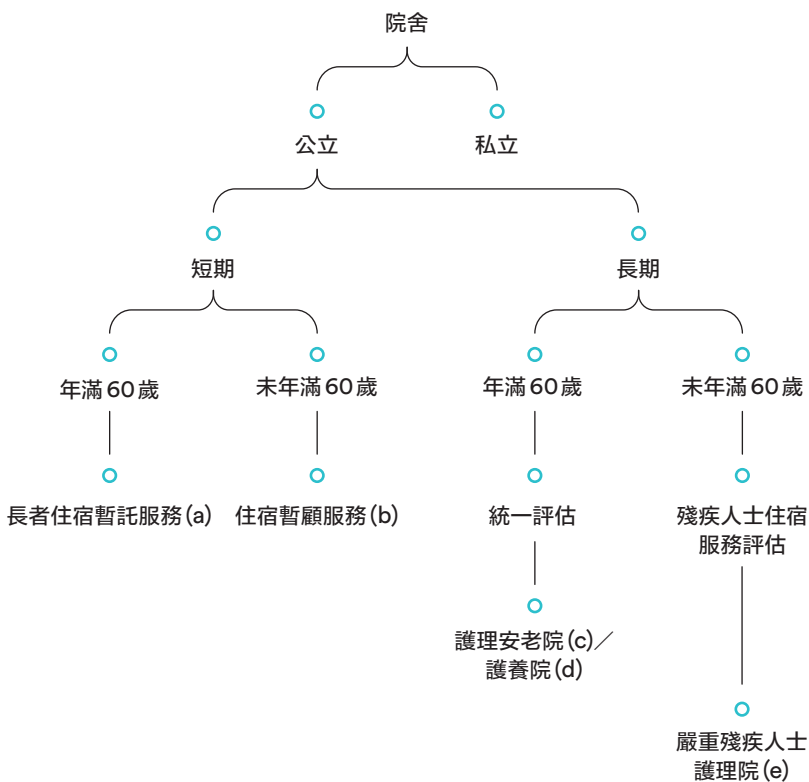 院舍
公立
私立
短期
長期
年滿60歲
未年滿60歲
年滿60歲
未年滿60歲
長者住宿暫託服務(a)
住宿暫顧服務(b)
統一評估
殘疾人士住宿
服務評估
護理安老院(c)／
護養院(d)
嚴重殘疾人士
護理院(e)